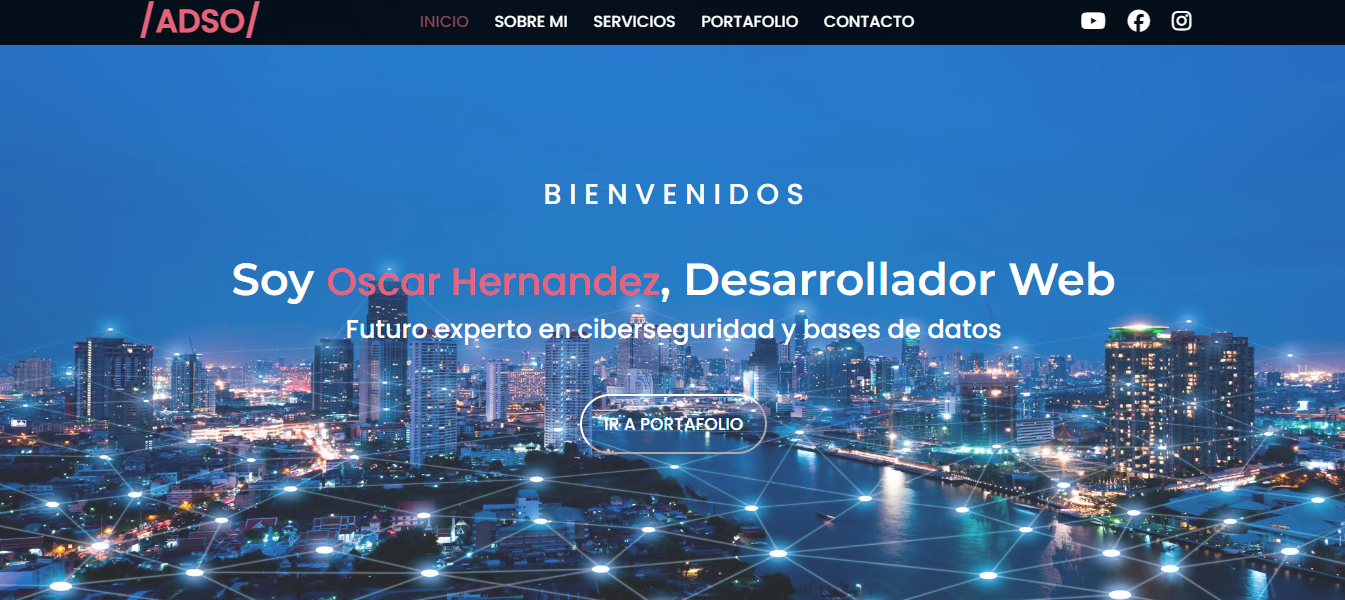 /ADSO/
INICIO SOBRE MI SERVICIOS PORTAFOLIO CONTACTO
BIENVENIDOS
Soy Oscar Hernandez, Desarrollador Web
Futuro experto en ciberseguridad y bases de datos
IR A PORTAFOLIO